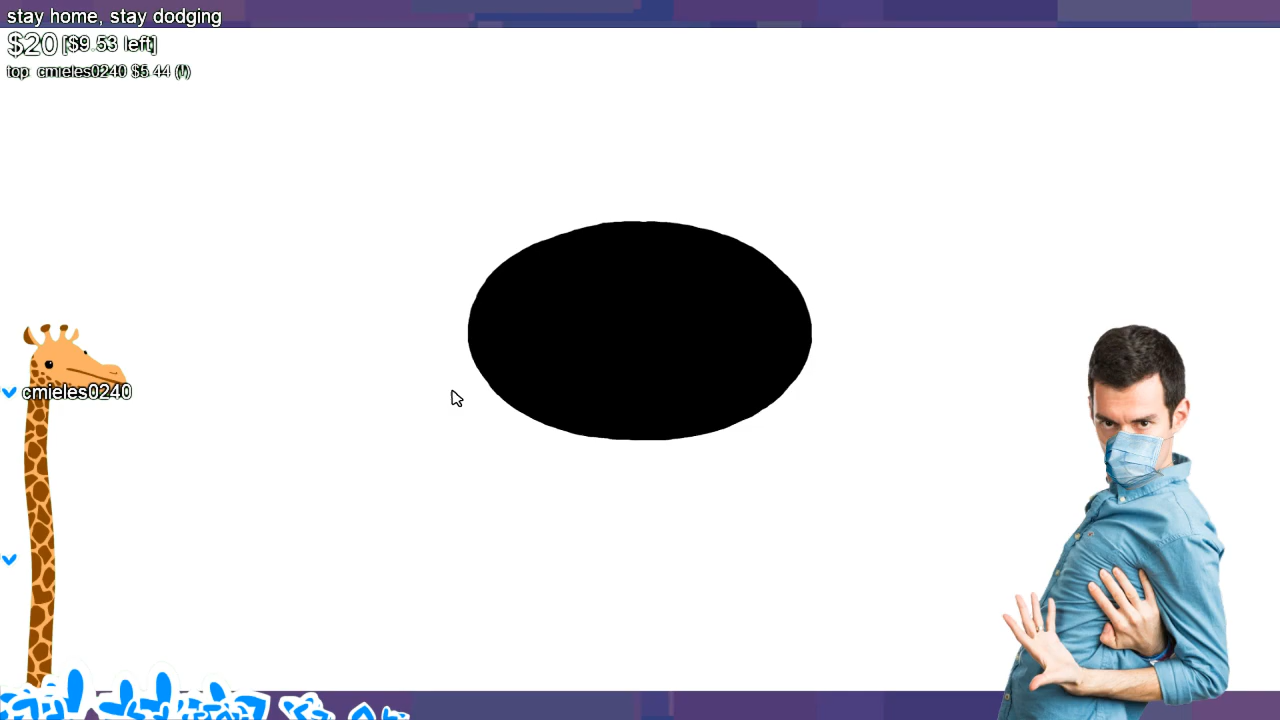 stay home, stay dodging
$20 [$9.53 left]
top: cmieles0240 $5.44 (!)
cmieles0240